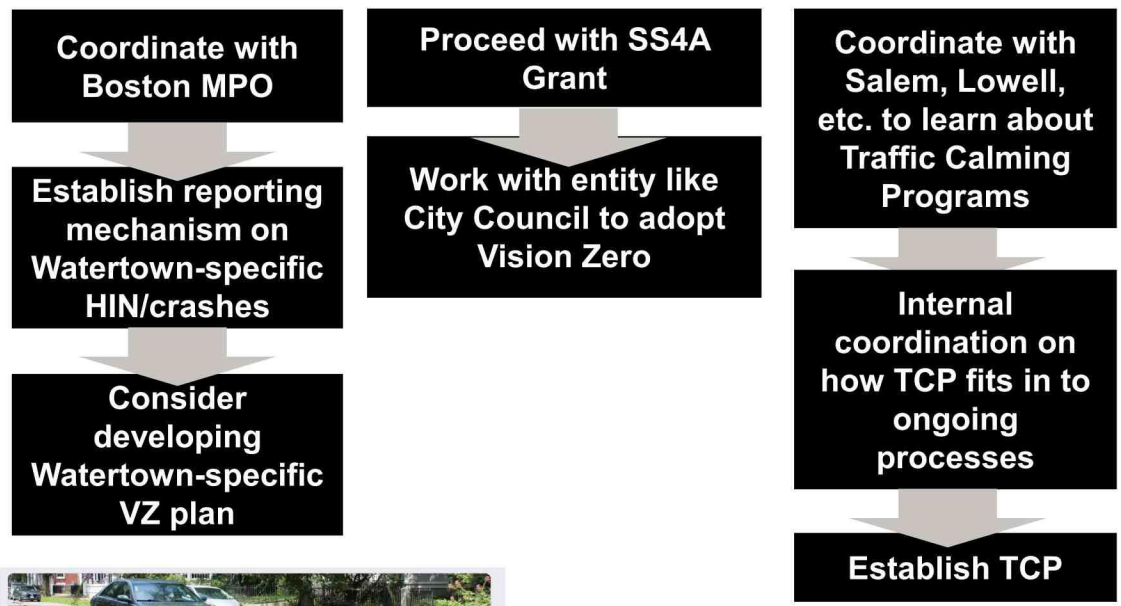 Coordinate with
Boston MPO
Establish reporting
mechanism on
Watertown-specific
HIN/crashes
Consider
developing
Watertown-specific
VZ plan
Proceed with SS4A
Grant
Work with entity like
City Council to adopt
Vision Zero
Coordinate with
Salem, Lowell,
etc. to learn about
Traffic Calming
Programs
Internal
coordination on
how TCP fits in to
ongoing
processes
Establish TCP